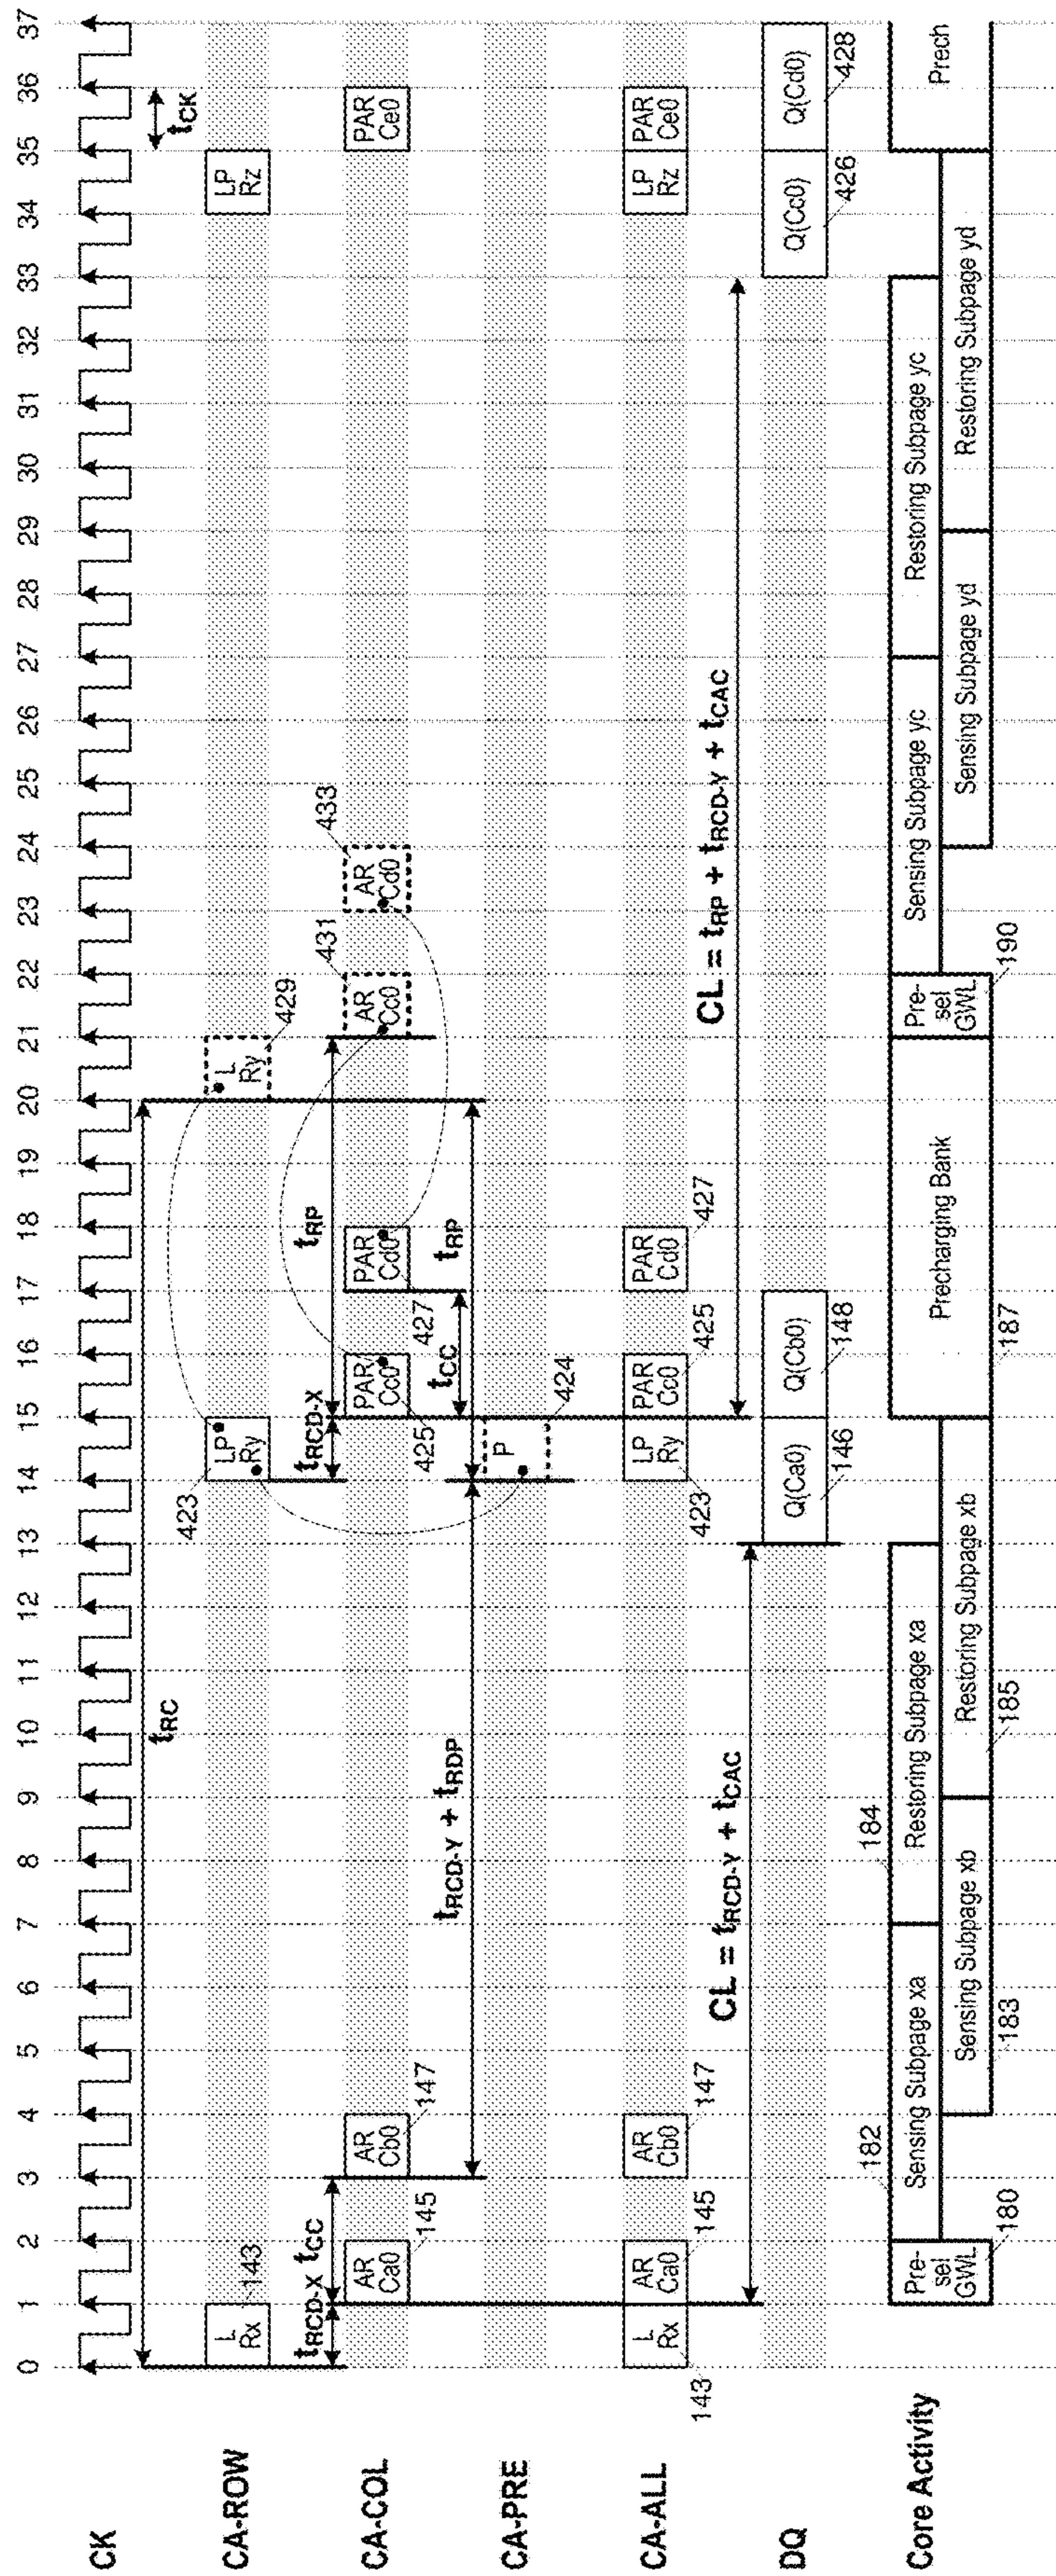 0 1 2 3 4 5 6 7 8 9 10 11 12 13 14 15 16 17 18 19 20 21 22 23 24 25 26 27 28 29 30 31 32 33 34 35 36 37
CK
tRC
tCK
CA-ROW
L
Rx
143
423
LP
Ry
L
Ry
429
LP
Rz
tRCD-X
tCC
tRCD-X
tRP
431
433
CA-COL
AR
Ca0
145
AR
Cb0
147
425
PAR
Cc0
427
PAR
Cd0
AR
Cc0
AR
Cd0
PAR
Ce0
tRCD-Y + tRDP
tCC
tRP
CA-PRE
P
424
CA-ALL
L
Rx
143
AR
Ca0
145
AR
Cb0
147
LP
Ry
423
PAR
Cc0
425
PAR
Cd0
427
LP
Rz
PAR
Ce0
CL = tRCD-Y + tCAC
CL = tRP + tRCD-Y + tCAC
DQ
Q(Ca0)
146
Q(Cb0)
148
Q(Cc0)
426
Q(Cd0)
428
Core Activity
182
184
Pre-
sel
GWL
180
Sensing Subpage xa
Restoring Subpage xa
Sensing Subpage xb
183
Restoring Subpage xb
185
Precharging Bank
187
Pre-
sel
GWL
190
Sensing Subpage yc
Restoring Subpage yc
Sensing Subpage yd
Restoring Subpage yd
Prech